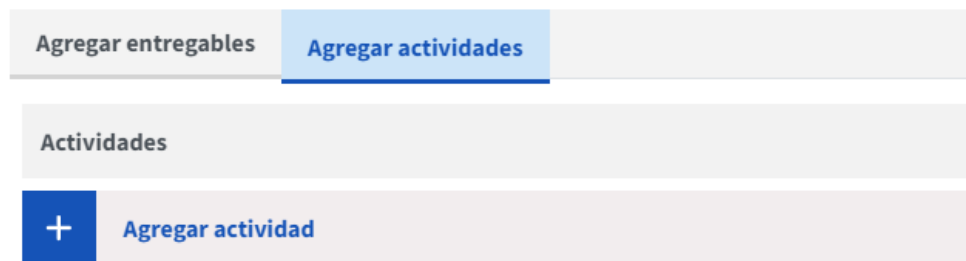 Agregar entregables
Agregar actividades
Actividades
+ Agregar actividad